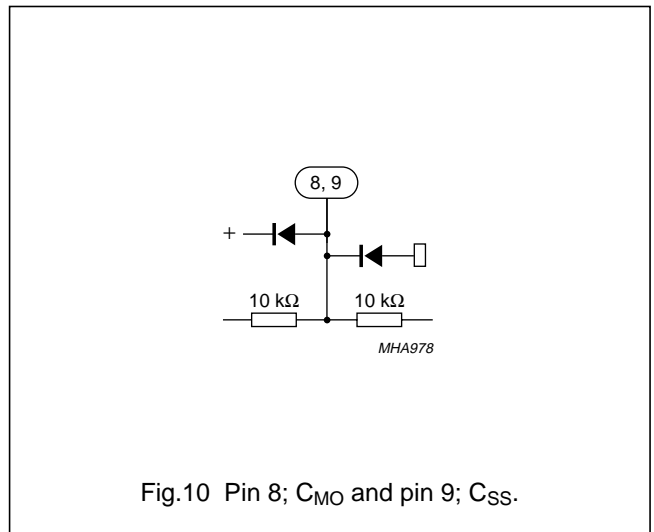 8, 9
+
10 kΩ 10 kΩ
MHA978
Fig.10 Pin 8; CMO and pin 9; CSS.